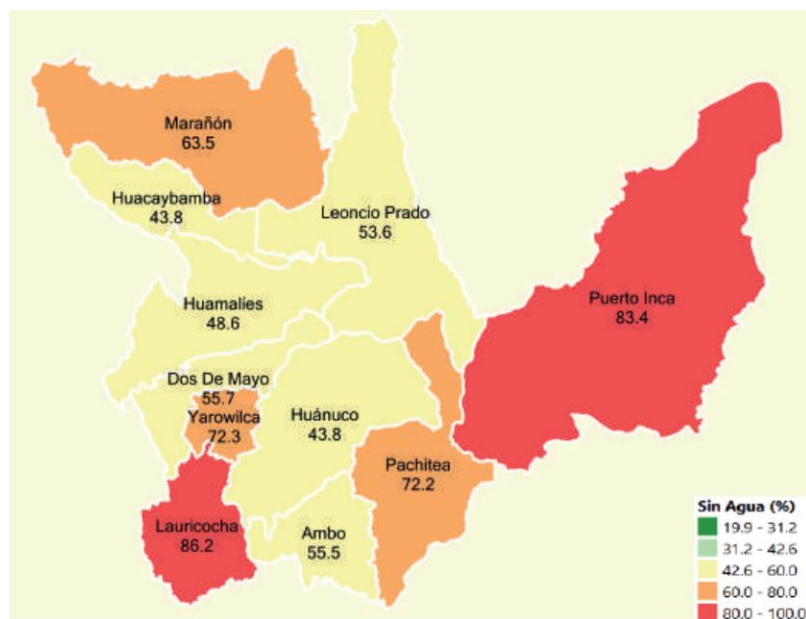 Marañón
63.5
Huacaybamba
43.8
Leoncio Prado
53.6
Puerto Inca
83.4
Huamalíes
48.6
Dos De Mayo
55.7
Yarowilca
72.3
Huánuco
43.8
Pachitea
72.2
Lauricocha
86.2
Ambo
55.5
Sin Agua (%)
19.9 - 31.2
31.2 - 42.6
42.6 - 60.0
60.0 - 80.0
80.0 - 100.0